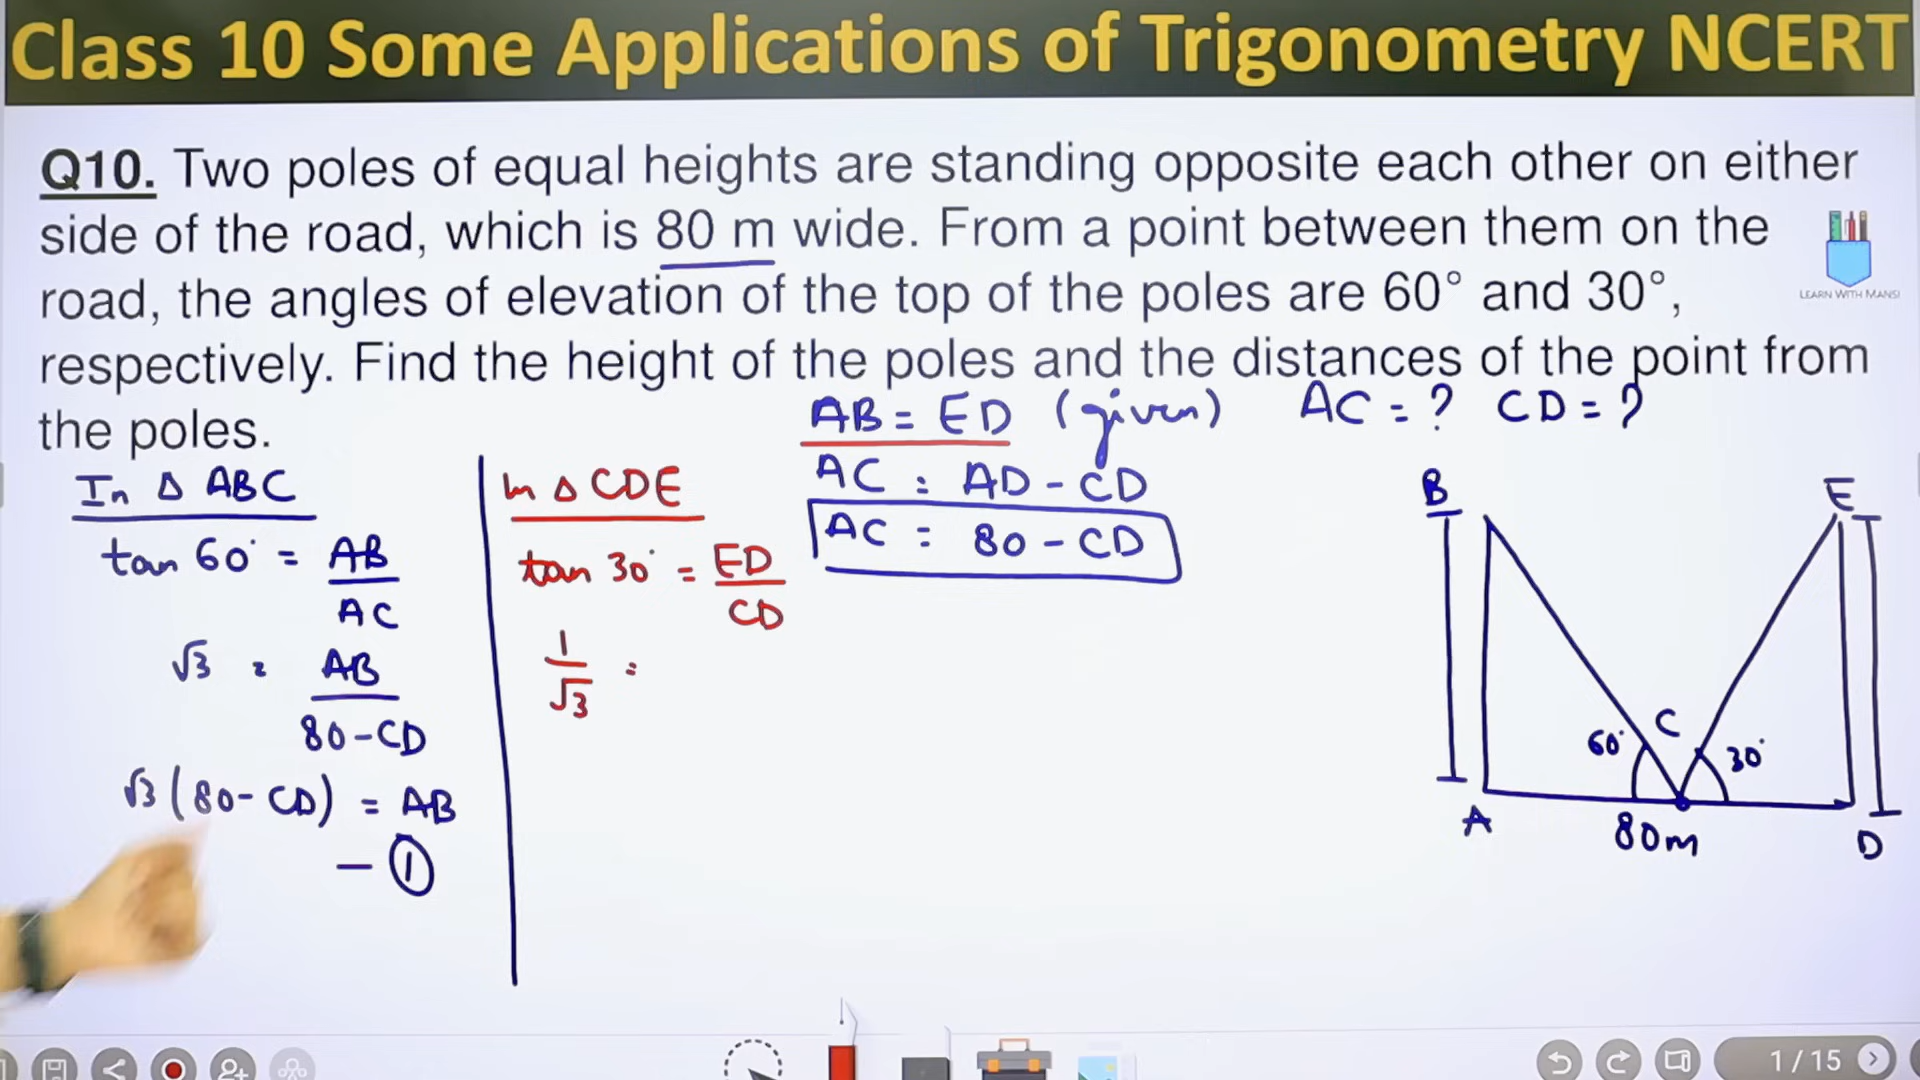 Class 10 Some Applications of Trigonometry NCERT
Q10. Two poles of equal heights are standing opposite each other on either
side of the road, which is 80 m wide. From a point between them on the
road, the angles of elevation of the top of the poles are 60° and 30°,
respectively. Find the height of the poles and the distances of the point from
the poles.
LEARN WITH MANSI
AB = ED (given) AC = ? CD = ?
AC = AD - CD
AC = 80 - CD
In Δ ABC
tan 60° = AB/AC
√3 = AB/80-CD
√3 (80 - CD) = AB
— ①
In Δ CDE
tan 30° = ED/CD
1/√3 =
B
E
C
60°
30°
A
80m
D
1 / 15